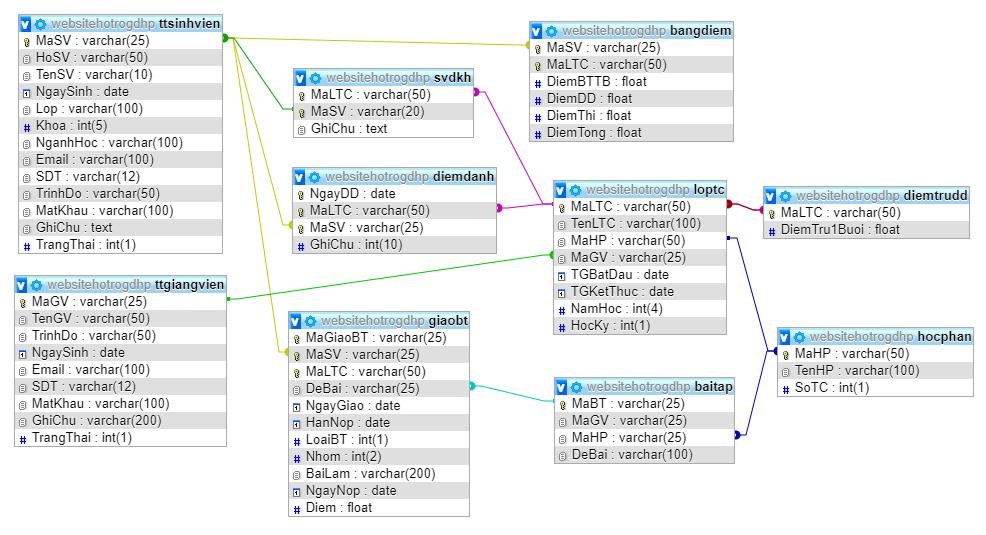 websitehotrogdhp ttsinhvien
MaSV : varchar(25)
HoSV : varchar(50)
TenSV : varchar(10)
NgaySinh : date
Lop : varchar(100)
Khoa : int(5)
NganhHoc : varchar(100)
Email : varchar(100)
SDT : varchar(12)
TrinhDo : varchar(50)
MatKhau : varchar(100)
GhiChu : text
TrangThai : int(1)
websitehotrogdhp ttgiangvien
MaGV : varchar(25)
TenGV : varchar(50)
TrinhDo : varchar(50)
NgaySinh : date
Email : varchar(100)
SDT : varchar(12)
MatKhau : varchar(100)
GhiChu : varchar(200)
TrangThai : int(1)
websitehotrogdhp svdkh
MaLTC : varchar(50)
MaSV : varchar(20)
GhiChu : text
websitehotrogdhp diemdanh
NgayDD : date
MaLTC : varchar(50)
MaSV : varchar(25)
GhiChu : int(10)
websitehotrogdhp giaobt
MaGiaoBT : varchar(25)
MaSV : varchar(25)
MaLTC : varchar(50)
DeBai : varchar(25)
NgayGiao : date
HanNop : date
LoaiBT : int(1)
Nhom : int(2)
BaiLam : varchar(200)
NgayNop : date
Diem : float
websitehotrogdhp bangdiem
MaSV : varchar(25)
MaLTC : varchar(50)
DiemBTTB : float
DiemDD : float
DiemThi : float
DiemTong : float
websitehotrogdhp loptc
MaLTC : varchar(50)
TenLTC : varchar(100)
MaHP : varchar(50)
MaGV : varchar(25)
TGBatDau : date
TGKetThuc : date
NamHoc : int(4)
HocKy : int(1)
websitehotrogdhp baitap
MaBT : varchar(25)
MaGV : varchar(25)
MaHP : varchar(25)
DeBai : varchar(100)
websitehotrogdhp diemtrudd
MaLTC : varchar(50)
DiemTru1Buoi : float
websitehotrogdhp hocphan
MaHP : varchar(50)
TenHP : varchar(100)
SoTC : int(1)